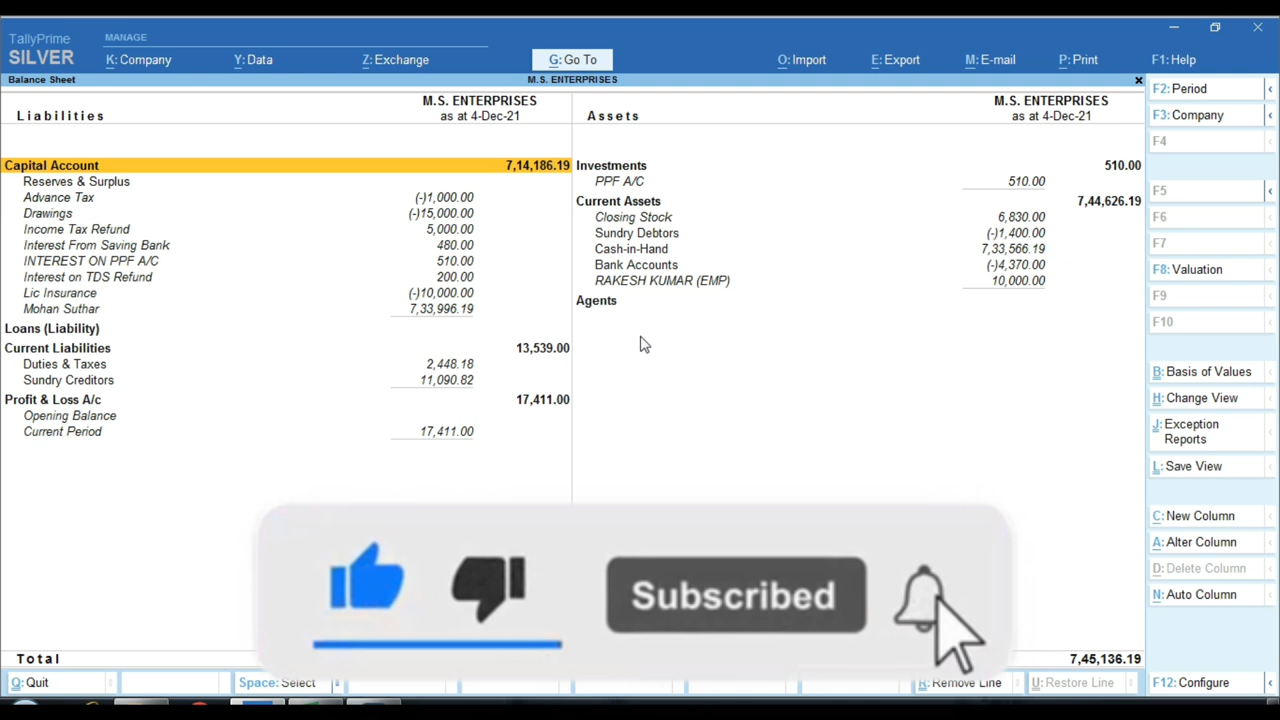 TallyPrime
SILVER
MANAGE
K: Company
Y: Data
Z: Exchange
G: Go To
O: Import
E: Export
M: E-mail
P: Print
F1: Help
Balance Sheet
M.S. ENTERPRISES
Liabilities
M.S. ENTERPRISES
as at 4-Dec-21
Assets
M.S. ENTERPRISES
as at 4-Dec-21
Capital Account 7,14,186.19
Reserves & Surplus
Advance Tax (-)1,000.00
Drawings (-)15,000.00
Income Tax Refund 5,000.00
Interest From Saving Bank 480.00
INTEREST ON PPF A/C 510.00
Interest on TDS Refund 200.00
Lic Insurance (-)10,000.00
Mohan Suthar 7,33,996.19
Loans (Liability)
Current Liabilities 13,539.00
Duties & Taxes 2,448.18
Sundry Creditors 11,090.82
Profit & Loss A/c 17,411.00
Opening Balance
Current Period 17,411.00
Investments 510.00
PPF A/C 510.00
Current Assets 7,44,626.19
Closing Stock 6,830.00
Sundry Debtors (-)1,400.00
Cash-in-Hand 7,33,566.19
Bank Accounts (-)4,370.00
RAKESH KUMAR (EMP) 10,000.00
Agents
Subscribed
Total
7,45,136.19
Q: Quit
Space: Select
R: Remove Line
U: Restore Line
F2: Period
F3: Company
F4
F5
F6
F7
F8: Valuation
F9
F10
B: Basis of Values
H: Change View
J: Exception
Reports
L: Save View
C: New Column
A: Alter Column
D: Delete Column
N: Auto Column
F12: Configure